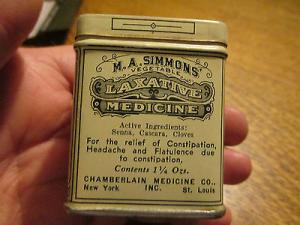 M. A. SIMMONS'
VEGETABLE
LAXATIVE
MEDICINE
Active Ingredients:
Senna, Cascara, Cloves
For the relief of Constipation,
Headache and Flatulence due
to constipation.
Contents 1¼ Ozs.
CHAMBERLAIN MEDICINE CO.,
New York INC. St. Louis